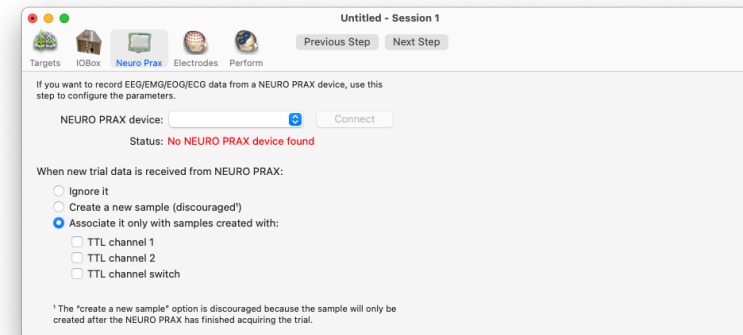 Untitled - Session 1
Targets IOBox Neuro Prax Electrodes Perform
Previous Step Next Step
If you want to record EEG/EMG/EOG/ECG data from a NEURO PRAX device, use this
step to configure the parameters.
NEURO PRAX device: Connect
Status: No NEURO PRAX device found
When new trial data is received from NEURO PRAX:
Ignore it
Create a new sample (discouraged¹)
Associate it only with samples created with:
TTL channel 1
TTL channel 2
TTL channel switch
¹ The "create a new sample" option is discouraged because the sample will only be
created after the NEURO PRAX has finished acquiring the trial.